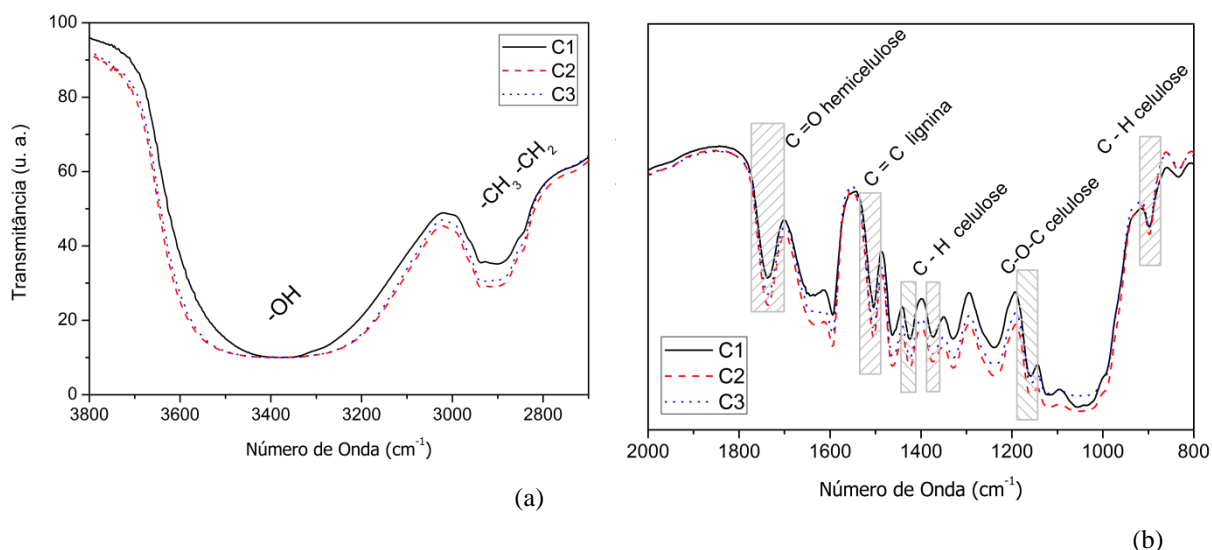 Transmitância (u. a.)
100
80
60
40
20
0
C1
C2
C3
-OH
-CH3 -CH2
3800
3600
3400
3200
3000
2800
Número de Onda (cm-1)
(a)
C =O hemicelulose
C = C lignina
C - H celulose
C-O-C celulose
C - H celulose
C1
C2
C3
2000
1800
1600
1400
1200
1000
800
Número de Onda (cm-1)
(b)